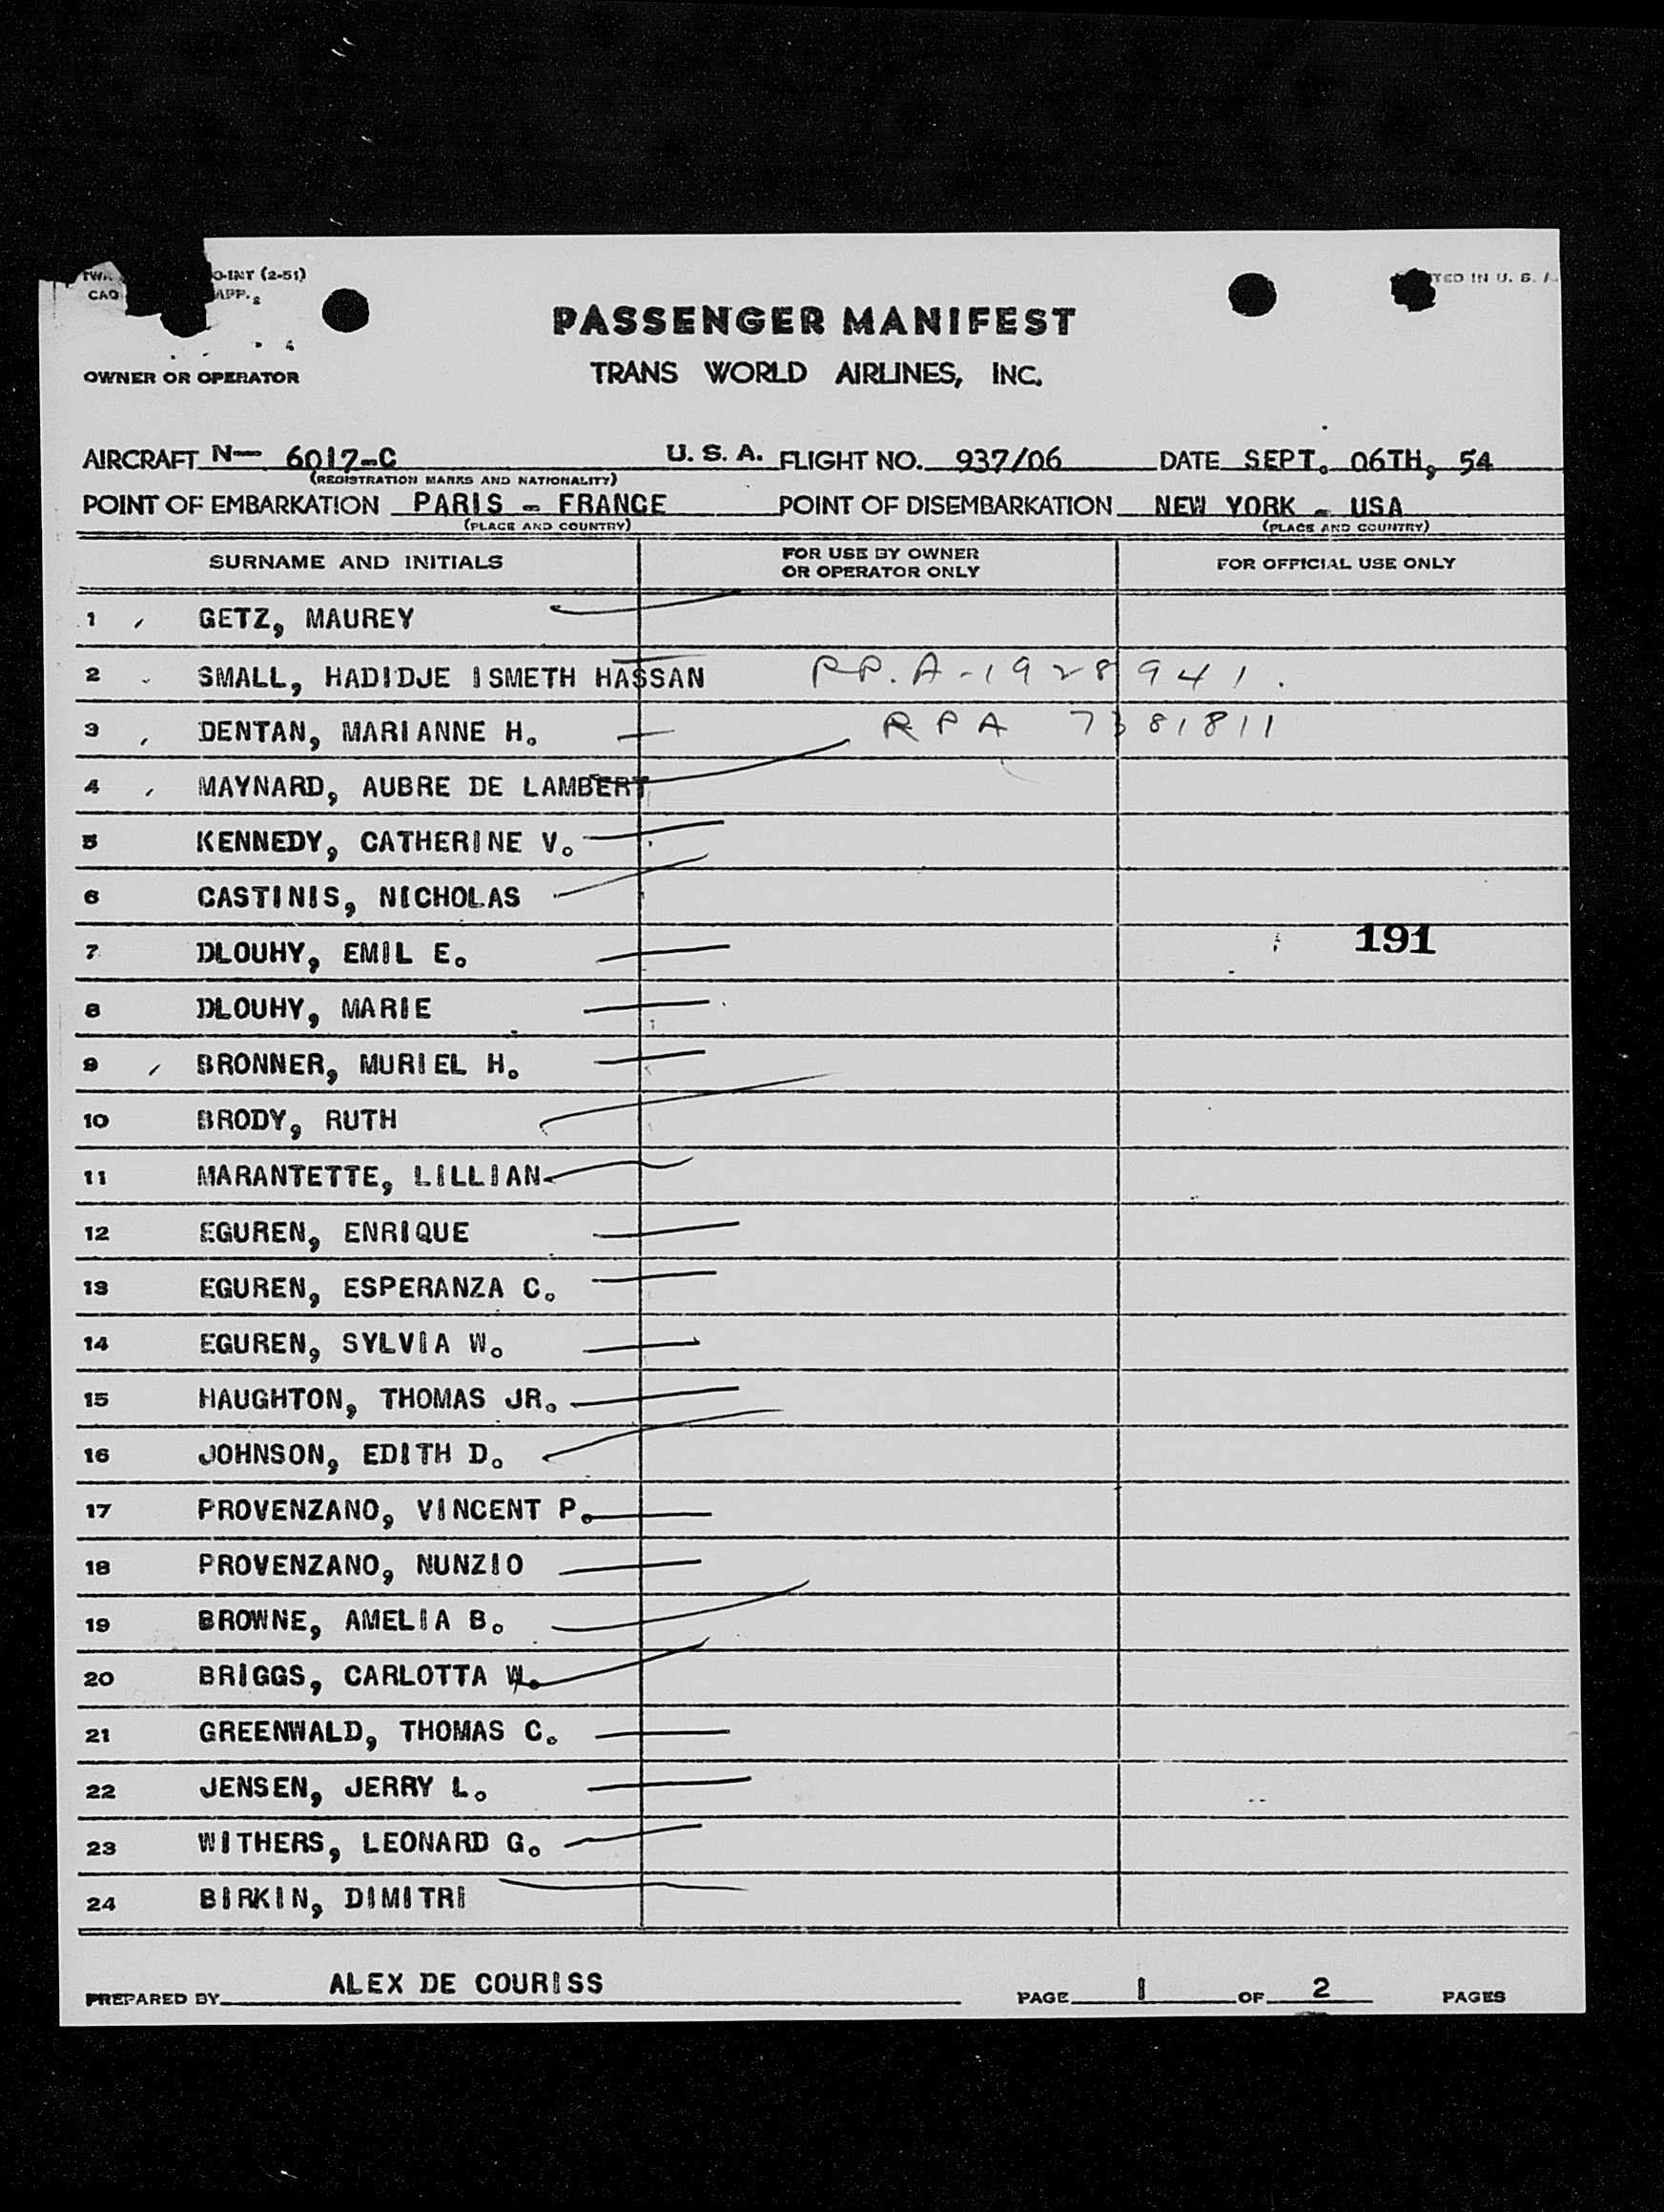 O-INT (2-51)
CAO APP.
TED IN U. S. A.
PASSENGER MANIFEST
OWNER OR OPERATOR
TRANS WORLD AIRLINES, INC.
AIRCRAFT N— 6017-C U. S. A. FLIGHT NO. 937/06 DATE SEPT. 06TH, 54
(REGISTRATION MARKS AND NATIONALITY)
POINT OF EMBARKATION PARIS - FRANCE POINT OF DISEMBARKATION NEW YORK - USA
(PLACE AND COUNTRY) (PLACE AND COUNTRY)
SURNAME AND INITIALS FOR USE BY OWNER OR OPERATOR ONLY FOR OFFICIAL USE ONLY
1 GETZ, MAUREY
2 SMALL, HADIDJE ISMETH HASSAN RP.A-1928941.
3 DENTAN, MARIANNE H. RPA 7381811
4 MAYNARD, AUBRE DE LAMBERT
5 KENNEDY, CATHERINE V.
6 CASTINIS, NICHOLAS
7 DLOUHY, EMIL E. 191
8 DLOUHY, MARIE
9 BRONNER, MURIEL H.
10 BRODY, RUTH
11 MARANTETTE, LILLIAN
12 EGUREN, ENRIQUE
13 EGUREN, ESPERANZA C.
14 EGUREN, SYLVIA W.
15 HAUGHTON, THOMAS JR.
16 JOHNSON, EDITH D.
17 PROVENZANO, VINCENT P.
18 PROVENZANO, NUNZIO
19 BROWNE, AMELIA B.
20 BRIGGS, CARLOTTA W.
21 GREENWALD, THOMAS C.
22 JENSEN, JERRY L.
23 WITHERS, LEONARD G.
24 BIRKIN, DIMITRI
PREPARED BY ALEX DE COURISS PAGE 1 OF 2 PAGES